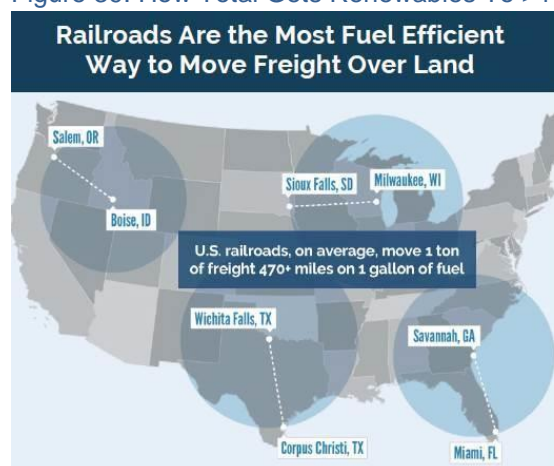 Railroads Are the Most Fuel Efficient
Way to Move Freight Over Land
Salem, OR
Boise, ID
Sioux Falls, SD
Milwaukee, WI
U.S. railroads, on average, move 1 ton
of freight 470+ miles on 1 gallon of fuel
Wichita Falls, TX
Savannah, GA
Corpus Christi, TX
Miami, FL